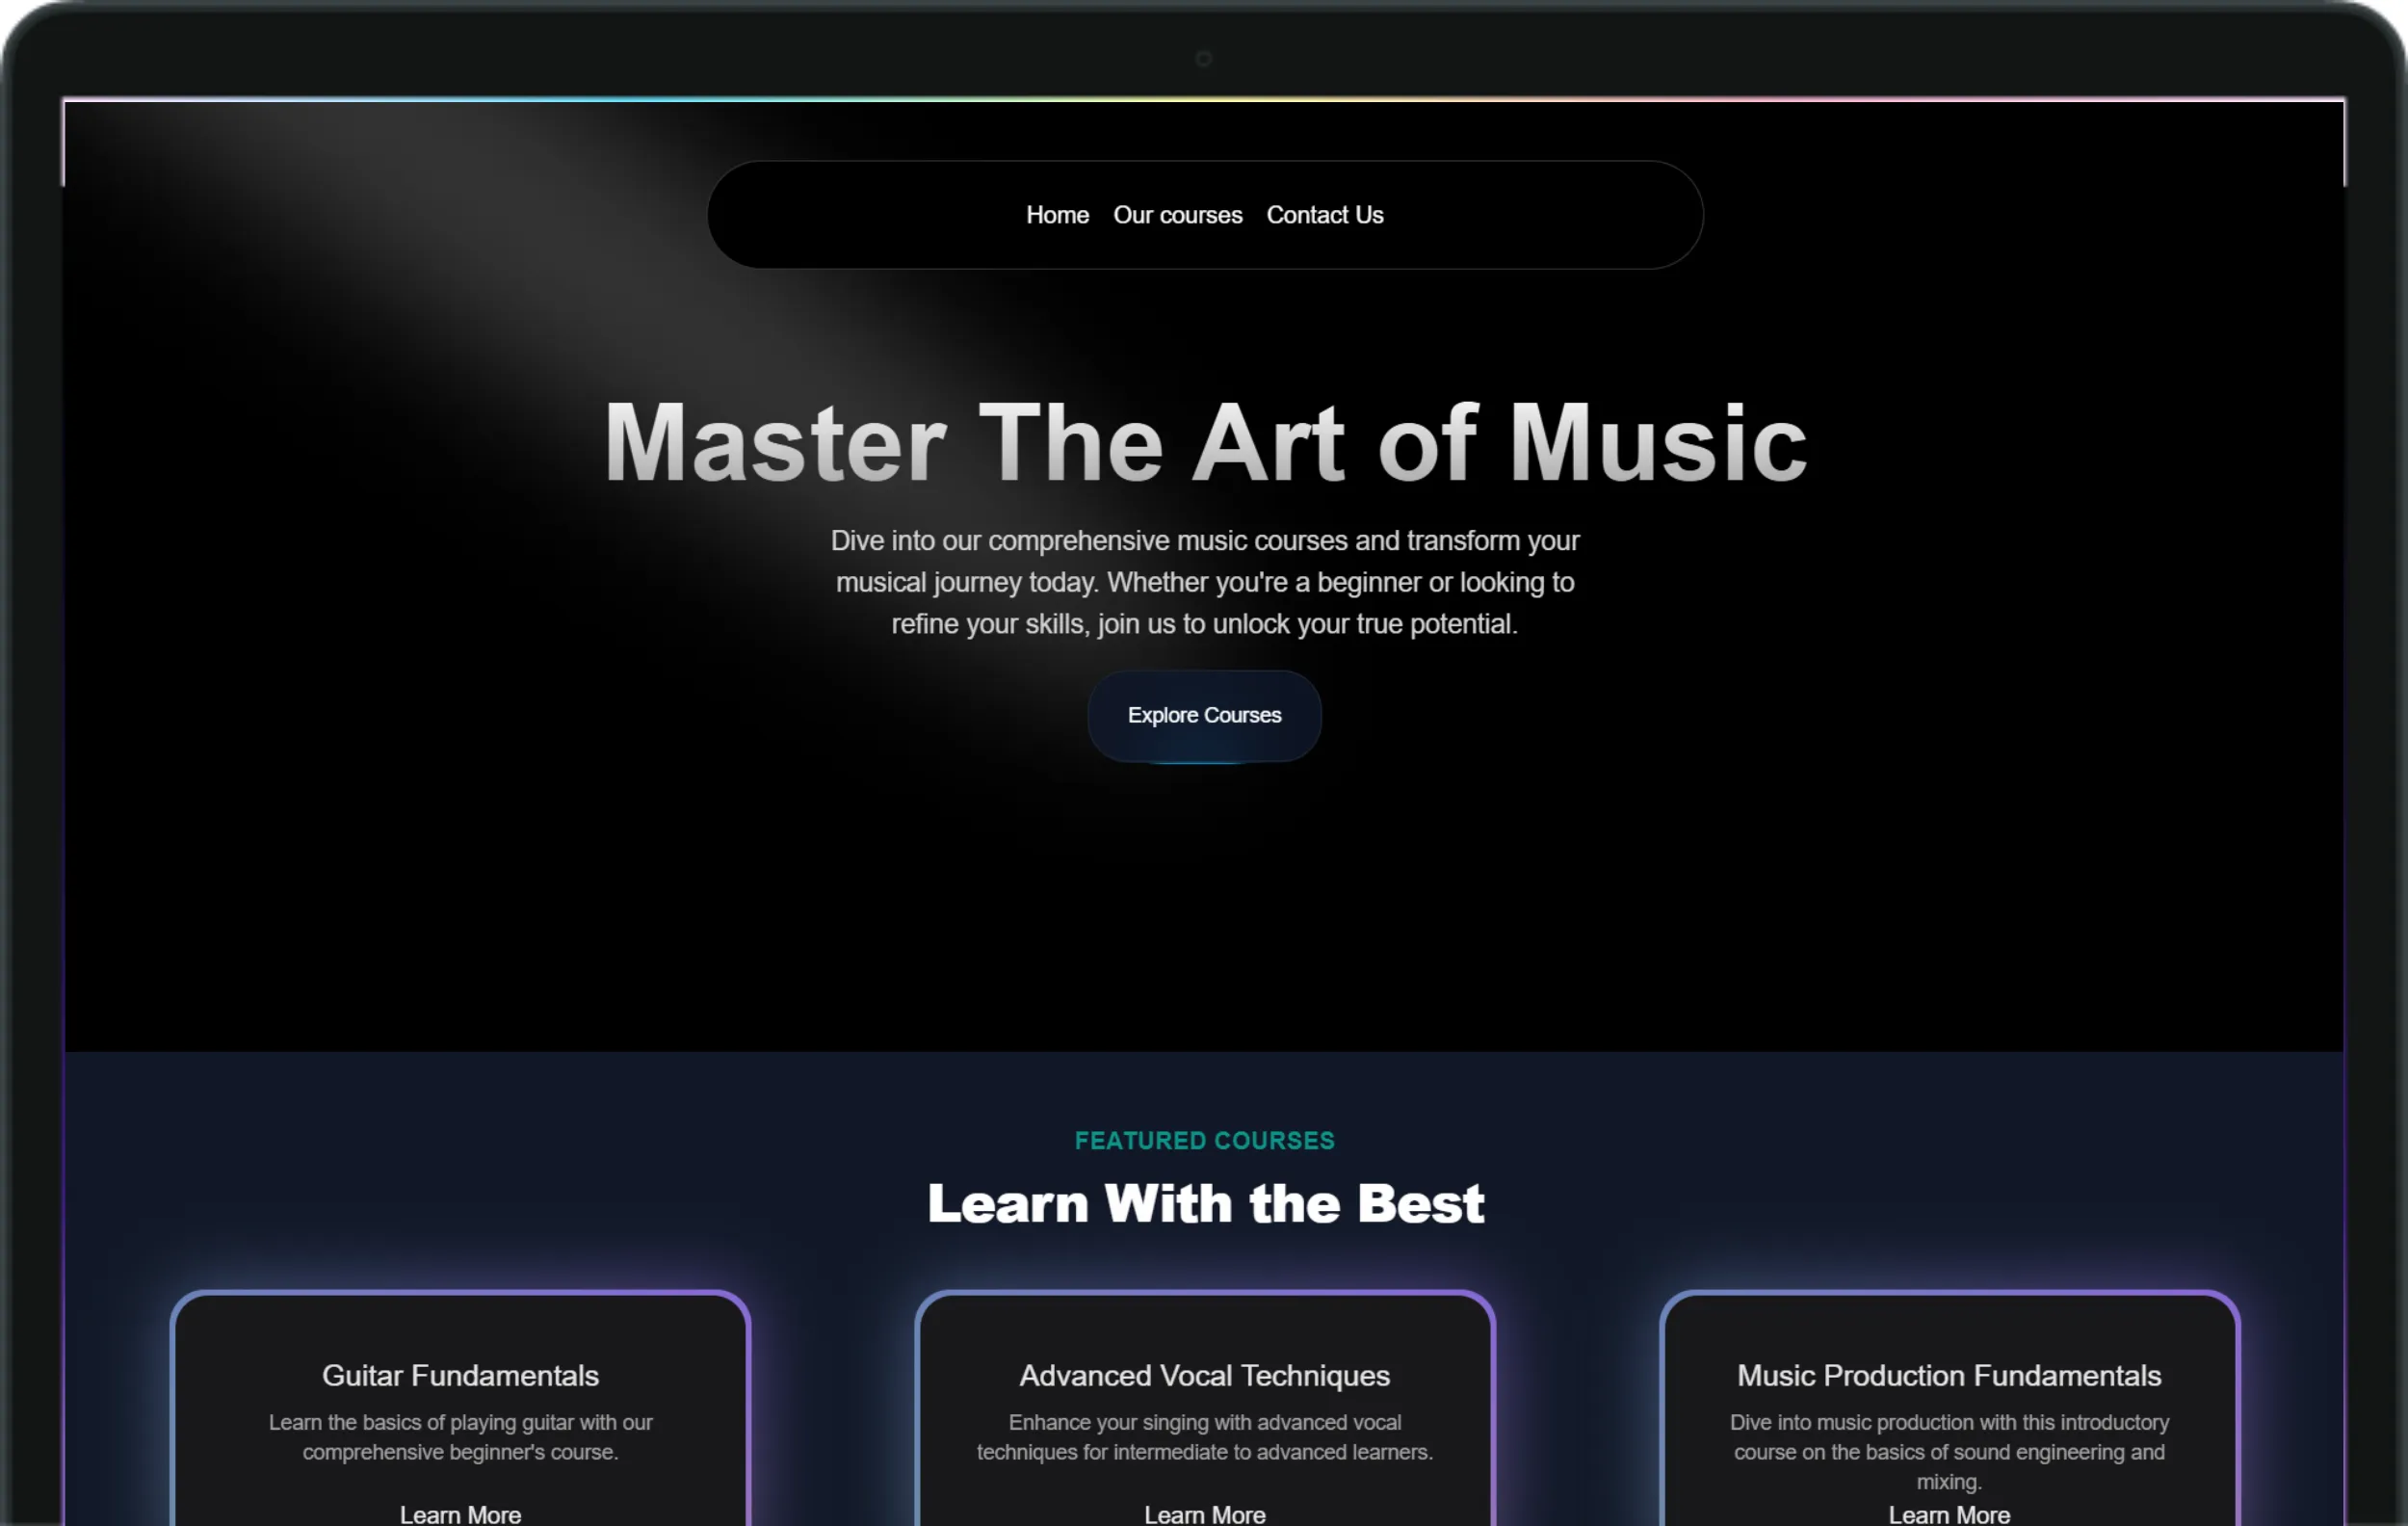 Home Our courses Contact Us
Master The Art of Music
Dive into our comprehensive music courses and transform your
musical journey today. Whether you're a beginner or looking to
refine your skills, join us to unlock your true potential.
Explore Courses
FEATURED COURSES
Learn With the Best
Guitar Fundamentals
Learn the basics of playing guitar with our
comprehensive beginner's course.
Learn More
Advanced Vocal Techniques
Enhance your singing with advanced vocal
techniques for intermediate to advanced learners.
Learn More
Music Production Fundamentals
Dive into music production with this introductory
course on the basics of sound engineering and
mixing.
Learn More